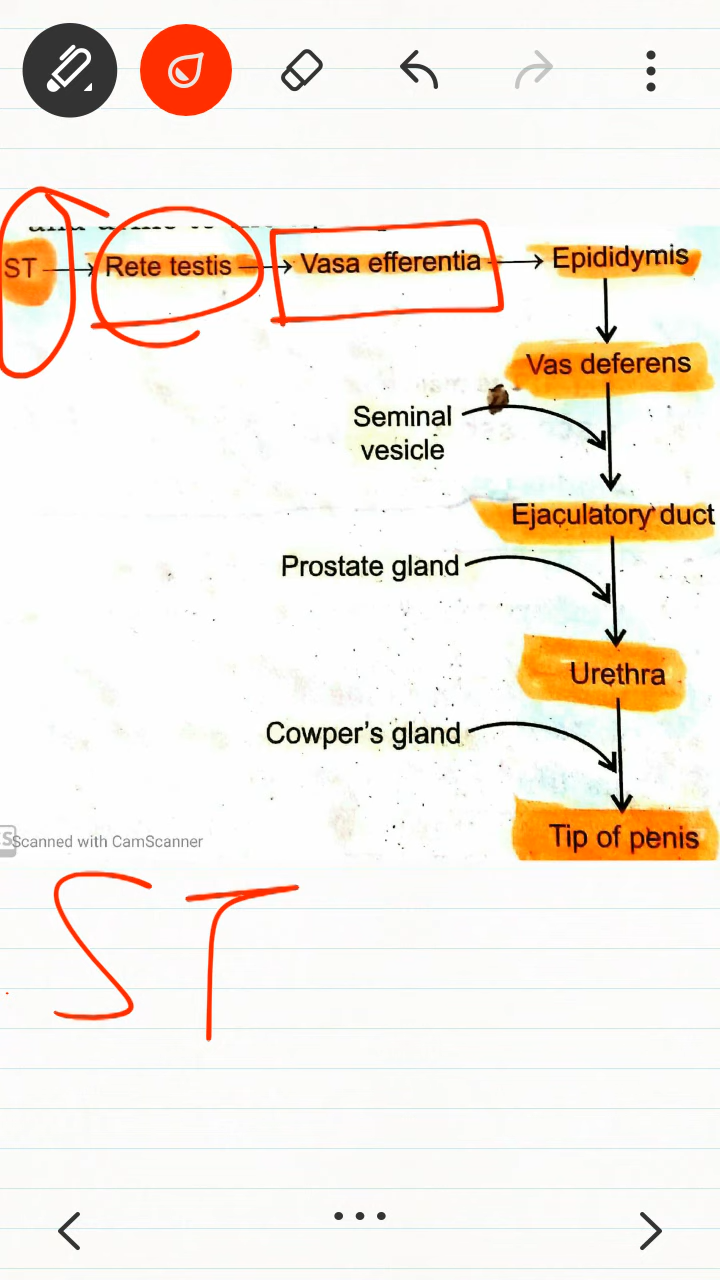 ST → Rete testis → Vasa efferentia → Epididymis
Vas deferens
Seminal
vesicle
Ejaculatory duct
Prostate gland
Urethra
Cowper's gland
Tip of penis
CS Scanned with CamScanner
ST